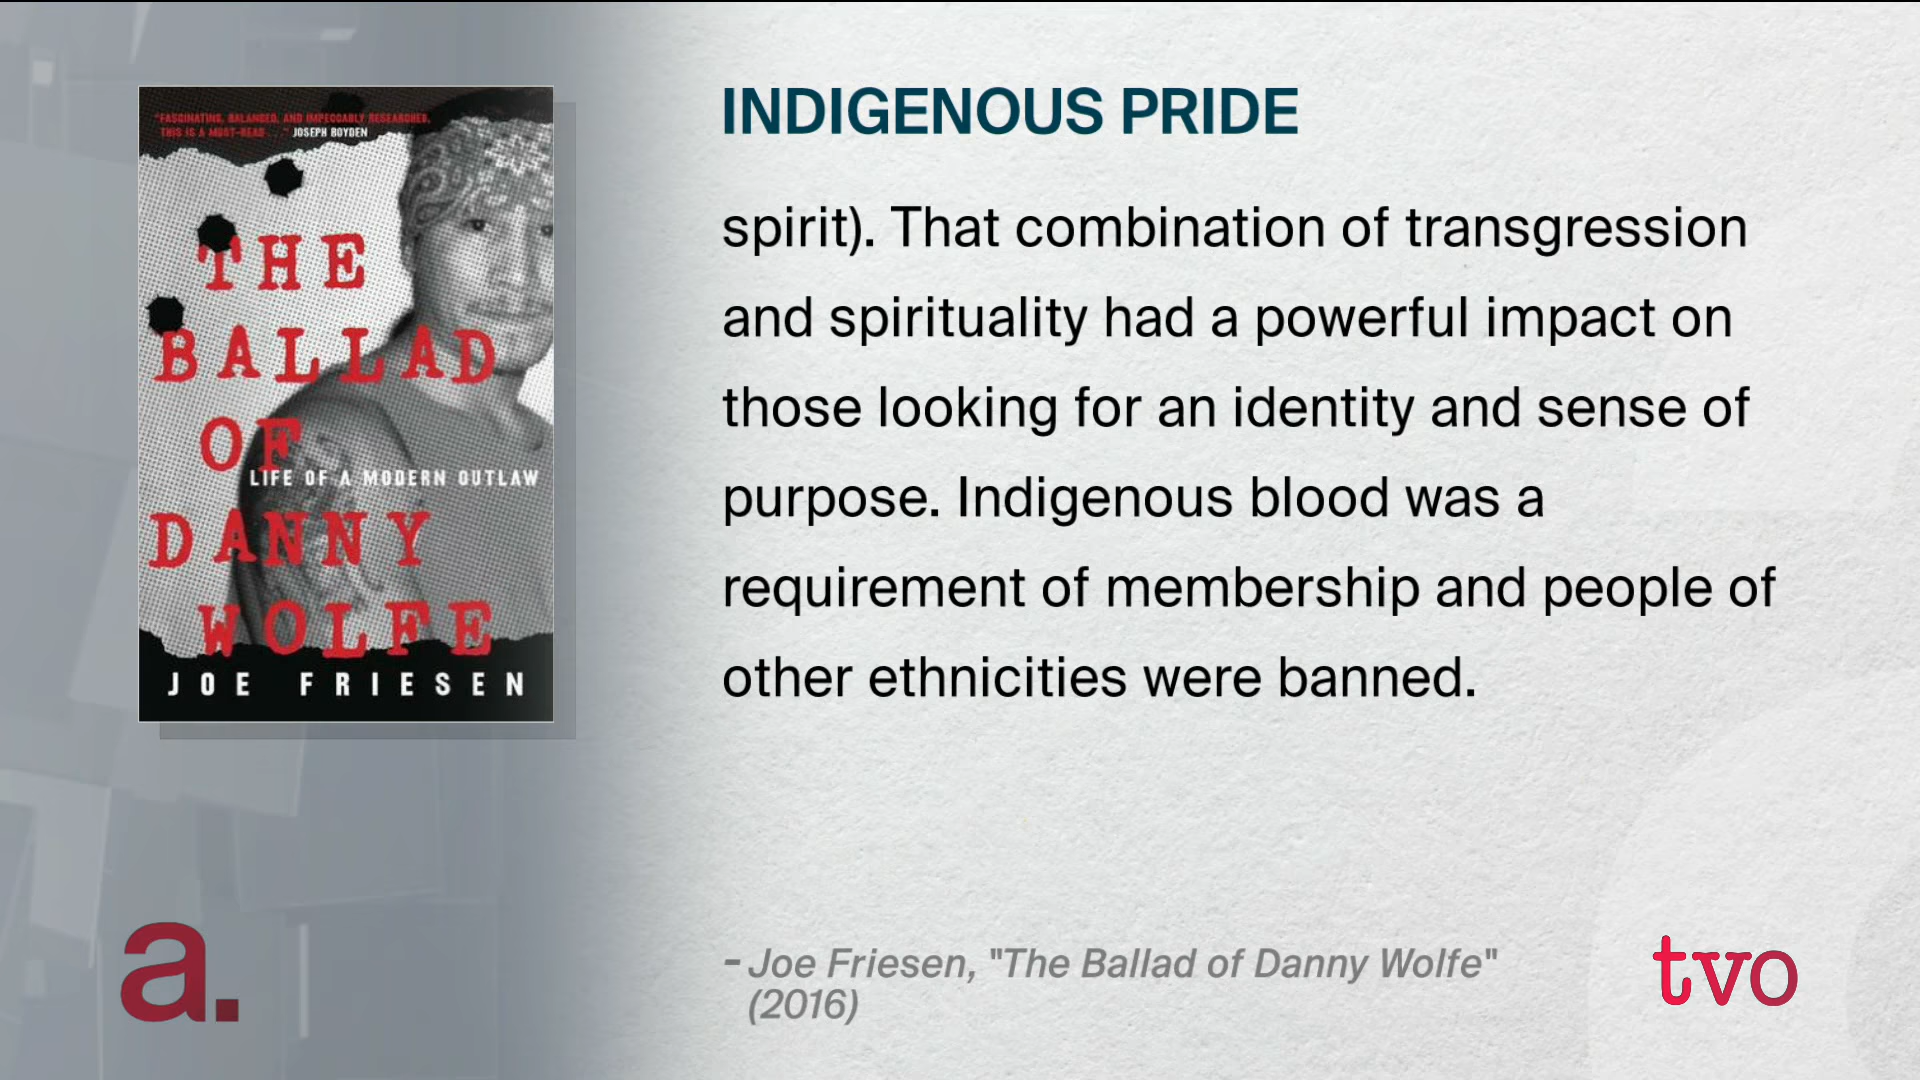 "FASCINATING, BALANCED, AND IMPECCABLY RESEARCHED.
THIS IS A MUST-READ . . ." JOSEPH BOYDEN
THE
BALLAD
OF
LIFE OF A MODERN OUTLAW
DANNY
WOLFE
JOE FRIESEN
INDIGENOUS PRIDE
spirit). That combination of transgression
and spirituality had a powerful impact on
those looking for an identity and sense of
purpose. Indigenous blood was a
requirement of membership and people of
other ethnicities were banned.
- Joe Friesen, "The Ballad of Danny Wolfe"
(2016)
a.
tvo